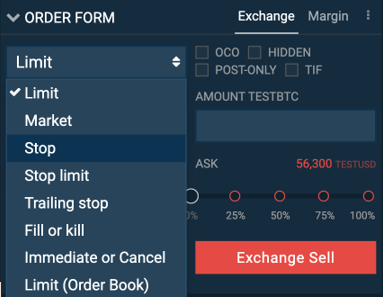 ORDER FORM
Exchange
Margin
Limit
OCO
HIDDEN
POST-ONLY
TIF
Limit
Market
Stop
Stop limit
Trailing stop
Fill or kill
Immediate or Cancel
Limit (Order Book)
AMOUNT TESTBTC
ASK
56,300 TESTUSD
0%
25%
50%
75%
100%
Exchange Sell